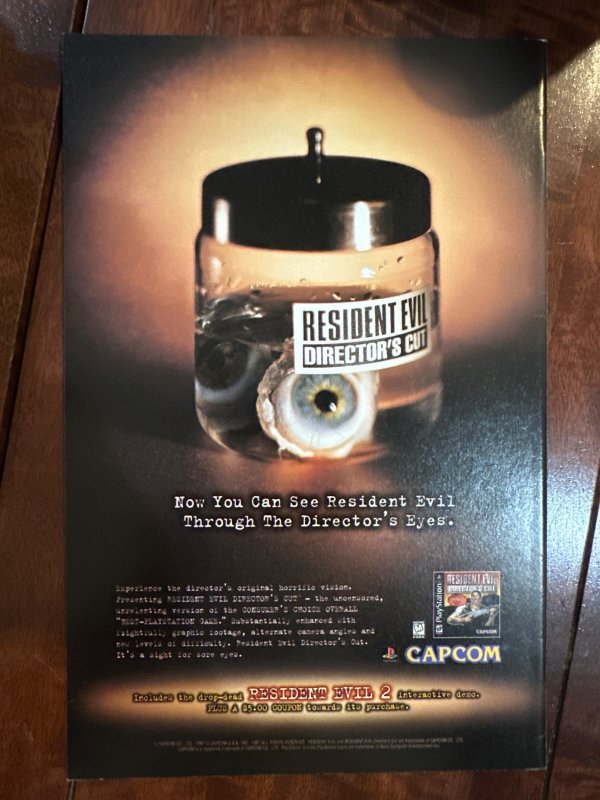 RESIDENT EVIL
DIRECTOR'S CUT
Now You Can See Resident Evil
Through The Director's Eyes.
Experience the director's original horrific vision.
Presenting RESIDENT EVIL DIRECTOR'S CUT - the uncensored,
unrelenting version of the CONSUMER'S CHOICE OVERALL
"BEST-PLAYSTATION GAME." Substantially enhanced with
frightfully graphic footage, alternate camera angles and
new levels of difficulty. Resident Evil Director's Cut.
It's a sight for sore eyes.
PlayStation
RESIDENT EVIL
DIRECTOR'S CUT
CAPCOM
CAPCOM
Includes the drop-dead RESIDENT EVIL 2 interactive demo.
PLUS A $5.00 COUPON towards its purchase.